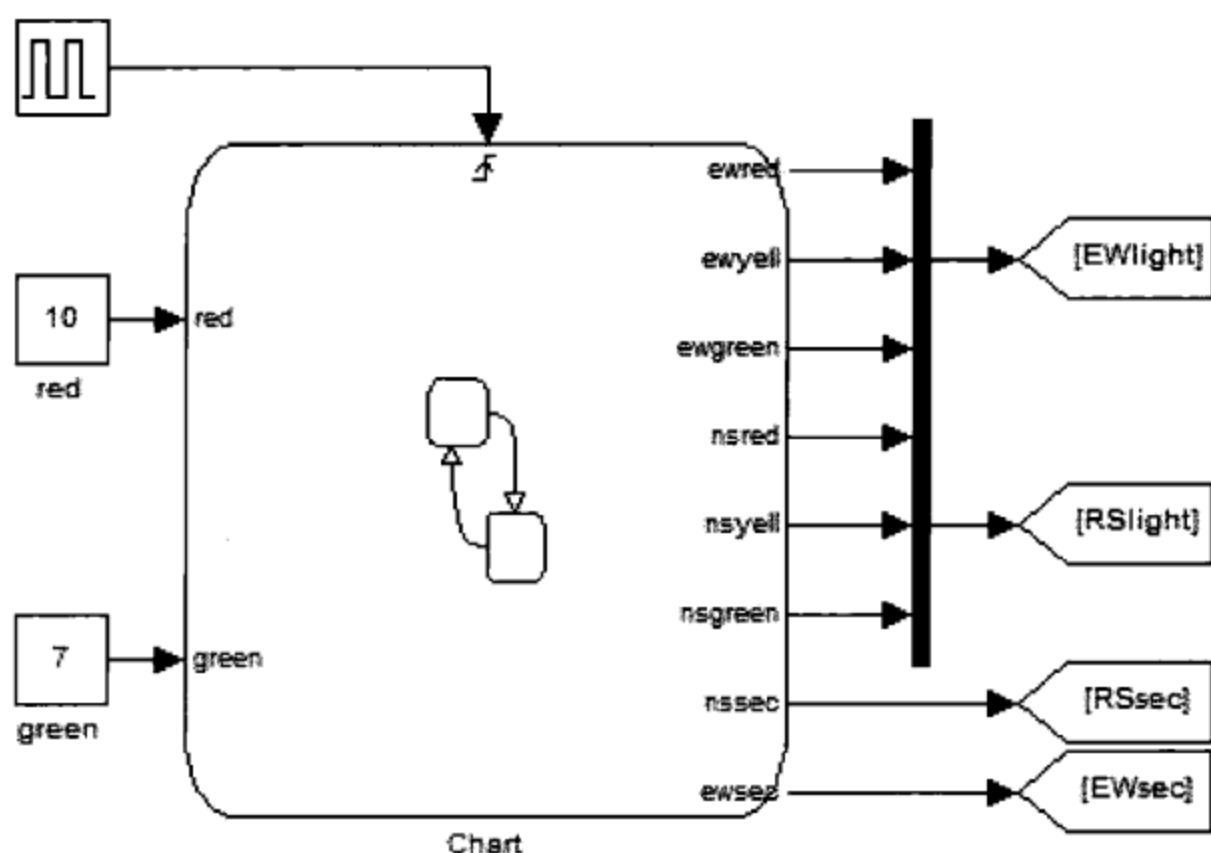 ewred
ewyell
[EWlight]
10
red
red
ewgreen
nsred
nsyell
[RSlight]
nsgreen
7
green
green
nssec
[RSsec]
ewsec
[EWsec]
Chart